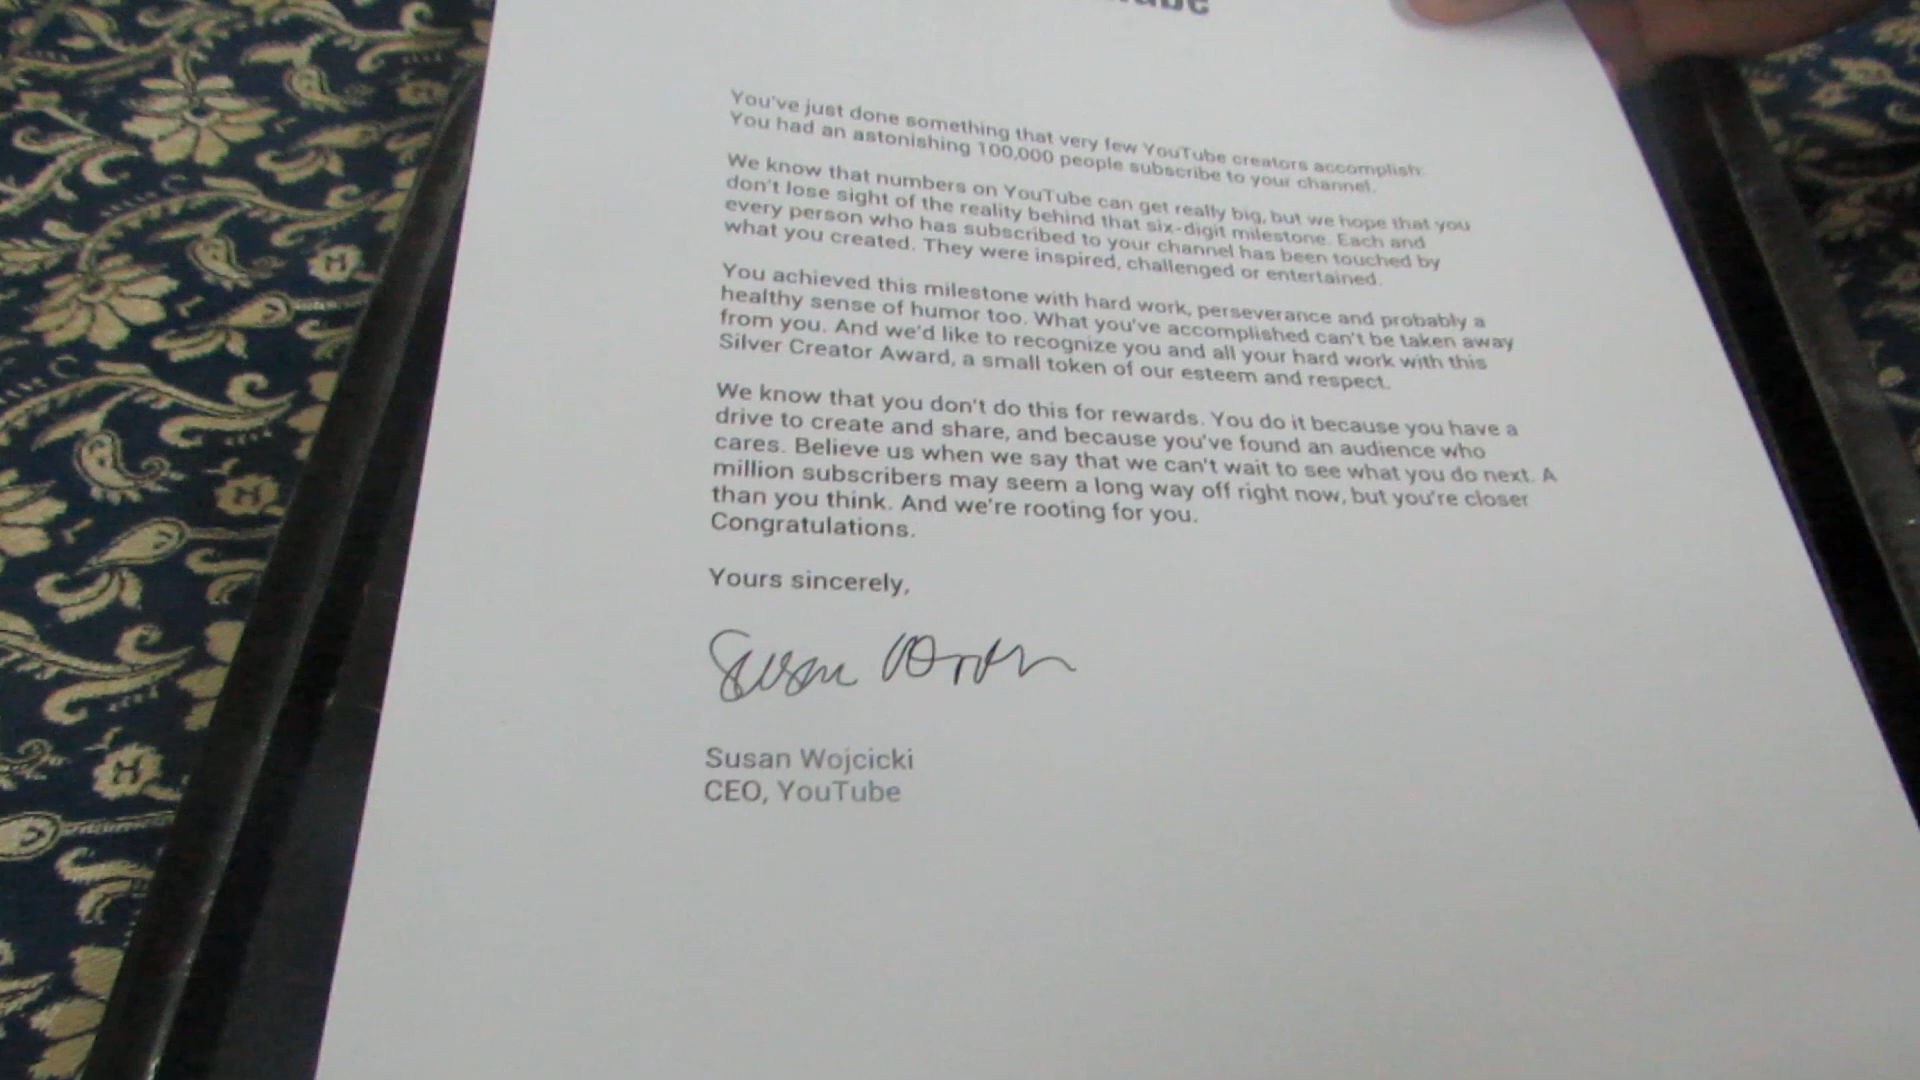 You've just done something that very few YouTube creators accomplish:
You had an astonishing 100,000 people subscribe to your channel.
We know that numbers on YouTube can get really big, but we hope that you
don't lose sight of the reality behind that six-digit milestone. Each and
every person who has subscribed to your channel has been touched by
what you created. They were inspired, challenged or entertained.
You achieved this milestone with hard work, perseverance and probably a
healthy sense of humor too. What you've accomplished can't be taken away
from you. And we'd like to recognize you and all your hard work with this
Silver Creator Award, a small token of our esteem and respect.
We know that you don't do this for rewards. You do it because you have a
drive to create and share, and because you've found an audience who
cares. Believe us when we say that we can't wait to see what you do next. A
million subscribers may seem a long way off right now, but you're closer
than you think. And we're rooting for you.
Congratulations.
Yours sincerely,
Susan Wojcicki
CEO, YouTube